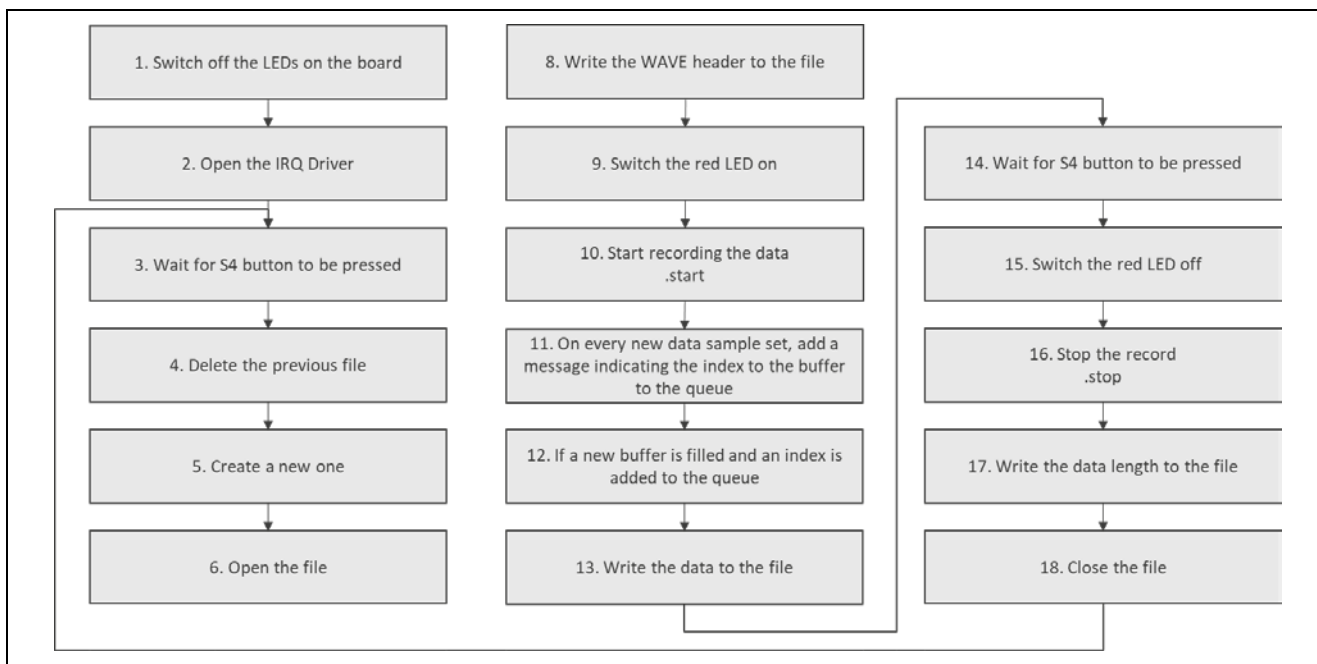 1. Switch off the LEDs on the board
2. Open the IRQ Driver
3. Wait for S4 button to be pressed
4. Delete the previous file
5. Create a new one
6. Open the file
8. Write the WAVE header to the file
9. Switch the red LED on
10. Start recording the data
.start
11. On every new data sample set, add a
message indicating the index to the buffer
to the queue
12. If a new buffer is filled and an index is
added to the queue
13. Write the data to the file
14. Wait for S4 button to be pressed
15. Switch the red LED off
16. Stop the record
.stop
17. Write the data length to the file
18. Close the file